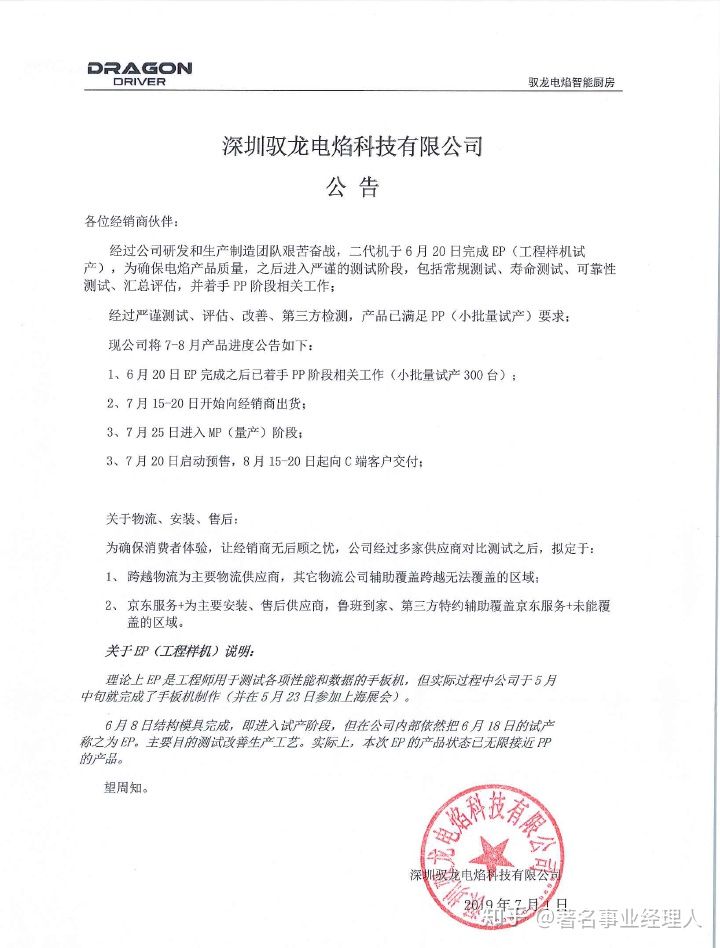 DRAGON
DRIVER
驭龙电焰智能厨房
深圳驭龙电焰科技有限公司
公 告
各位经销商伙伴：
经过公司研发和生产制造团队艰苦奋战，二代机于 6 月 20 日完成 EP（工程样机试
产），为确保电焰产品质量，之后进入严谨的测试阶段，包括常规测试、寿命测试、可靠性
测试、汇总评估，并着手 PP 阶段相关工作；
经过严谨测试、评估、改善、第三方检测，产品已满足 PP（小批量试产）要求；
现公司将 7-8 月产品进度公告如下：
1、6 月 20 日 EP 完成之后已着手 PP 阶段相关工作（小批量试产 300 台）；
2、7 月 15-20 日开始向经销商出货；
3、7 月 25 日进入 MP（量产）阶段；
3、7 月 20 日启动预售，8 月 15-20 日起向 C 端客户交付；
关于物流、安装、售后：
为确保消费者体验，让经销商无后顾之忧，公司经过多家供应商对比测试之后，拟定于：
1、 跨越物流为主要物流供应商，其它物流公司辅助覆盖跨越无法覆盖的区域；
2、 京东服务+为主要安装、售后供应商，鲁班到家、第三方特约辅助覆盖京东服务+未能覆
盖的区域。
关于 EP（工程样机）说明：
理论上 EP 是工程师用于测试各项性能和数据的手板机，但实际过程中公司于 5 月
中旬就完成了手板机制作（并在 5 月 23 日参加上海展会）。
6 月 8 日结构模具完成，即进入试产阶段，但在公司内部依然把 6 月 18 日的试产
称之为 EP。主要目的测试改善生产工艺。实际上，本次 EP 的产品状态已无限接近 PP
的产品。
望周知。
深圳驭龙电焰科技有限公司
深圳驭龙电焰科技有限公司
2019 年 7 月 1 日
知乎 @著名事业经理人